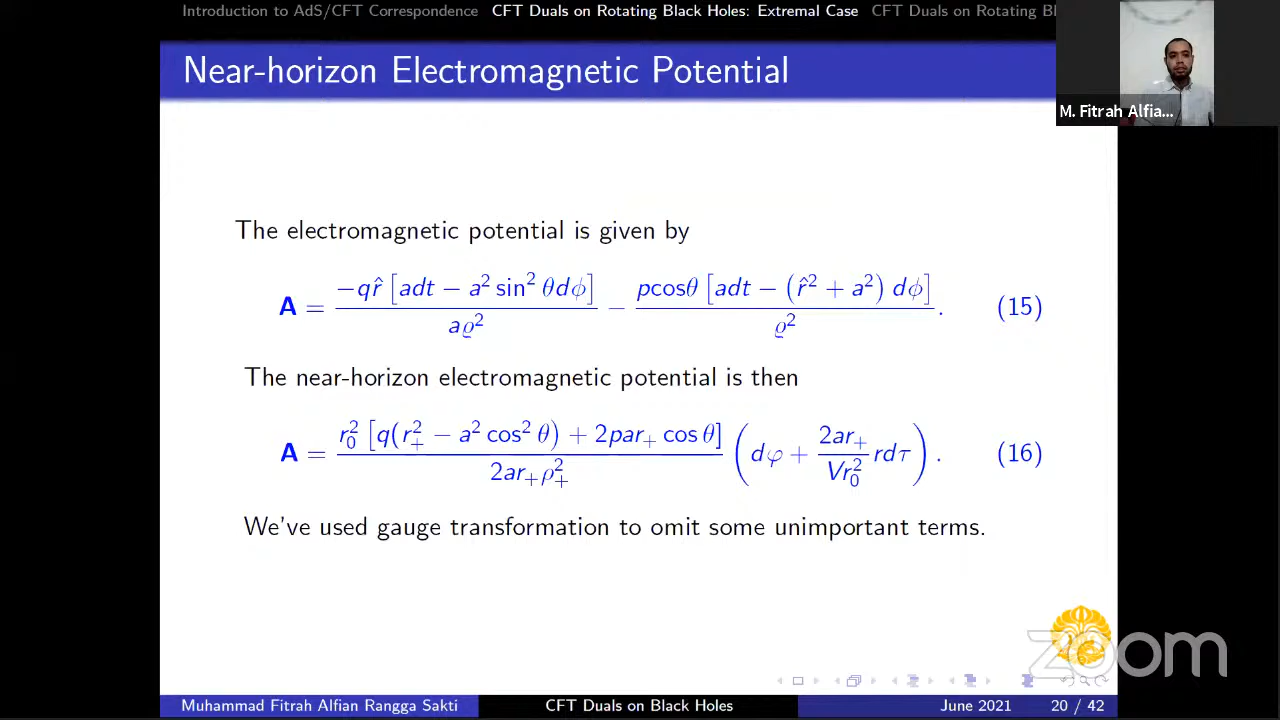 Introduction to AdS/CFT Correspondence CFT Duals on Rotating Black Holes: Extremal Case CFT Duals on Rotating Bl
Near-horizon Electromagnetic Potential
M. Fitrah Alfia...
The electromagnetic potential is given by
A = −qr̂ [adt − a² sin² θdϕ] / aϱ² − pcosθ [adt − (r̂² + a²) dϕ] / ϱ² . (15)
The near-horizon electromagnetic potential is then
A = r₀² [q(r₊² − a² cos² θ) + 2par₊ cos θ] / 2ar₊ρ₊² (dφ + 2ar₊ / Vr₀² rdτ) . (16)
We've used gauge transformation to omit some unimportant terms.
zoom
Muhammad Fitrah Alfian Rangga Sakti CFT Duals on Black Holes June 2021 20 / 42